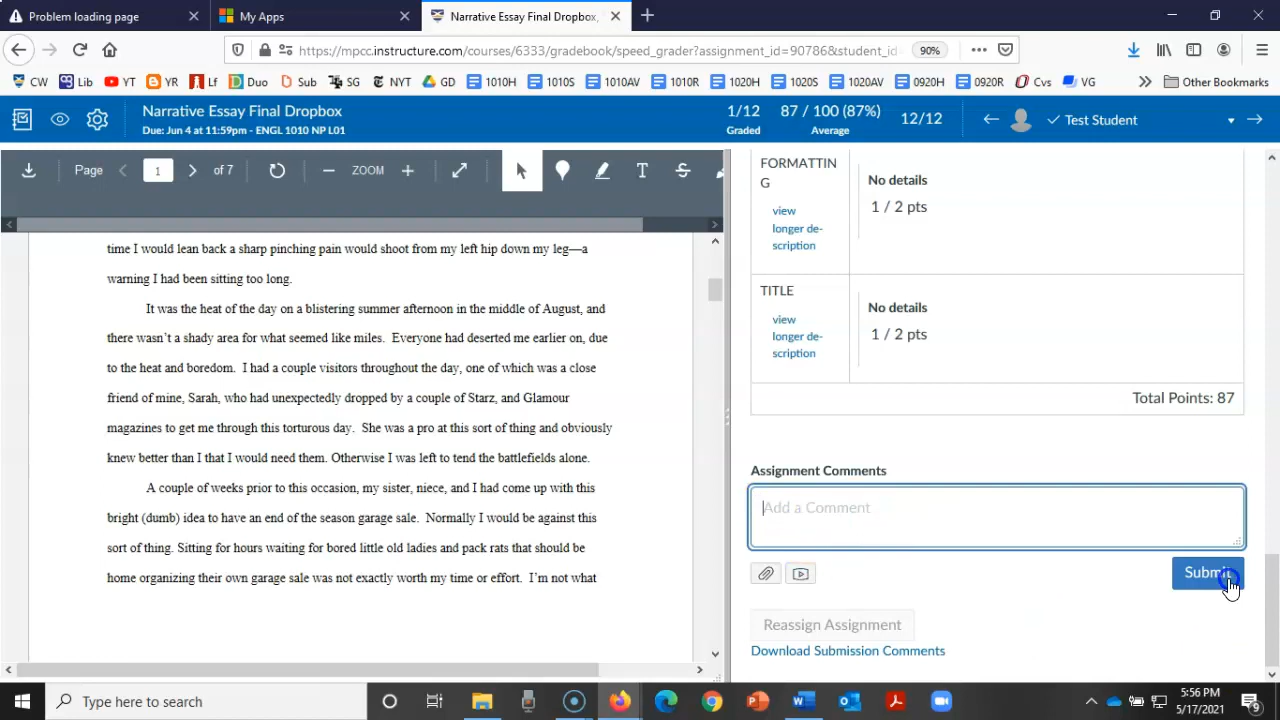 Problem loading page
My Apps
Narrative Essay Final Dropbox,
https://mpcc.instructure.com/courses/6333/gradebook/speed_grader?assignment_id=90786&student_id
90%
CW Lib YT YR Lf Duo Sub SG NYT GD 1010H 1010S 1010AV 1010R 1020H 1020S 1020AV 0920H 0920R Cvs VG Other Bookmarks
Narrative Essay Final Dropbox
Due: Jun 4 at 11:59pm - ENGL 1010 NP L01
1/12
Graded
87 / 100 (87%)
Average
12/12
Test Student
Page 1 of 7 ZOOM T S
time I would lean back a sharp pinching pain would shoot from my left hip down my leg—a
warning I had been sitting too long.
It was the heat of the day on a blistering summer afternoon in the middle of August, and
there wasn't a shady area for what seemed like miles. Everyone had deserted me earlier on, due
to the heat and boredom. I had a couple visitors throughout the day, one of which was a close
friend of mine, Sarah, who had unexpectedly dropped by a couple of Starz, and Glamour
magazines to get me through this torturous day. She was a pro at this sort of thing and obviously
knew better than I that I would need them. Otherwise I was left to tend the battlefields alone.
A couple of weeks prior to this occasion, my sister, niece, and I had come up with this
bright (dumb) idea to have an end of the season garage sale. Normally I would be against this
sort of thing. Sitting for hours waiting for bored little old ladies and pack rats that should be
home organizing their own garage sale was not exactly worth my time or effort. I'm not what
FORMATTIN
G
view
longer de-
scription
No details
1 / 2 pts
TITLE
view
longer de-
scription
No details
1 / 2 pts
Total Points: 87
Assignment Comments
Add a Comment
Submit
Reassign Assignment
Download Submission Comments
Type here to search
5:56 PM
5/17/2021
9